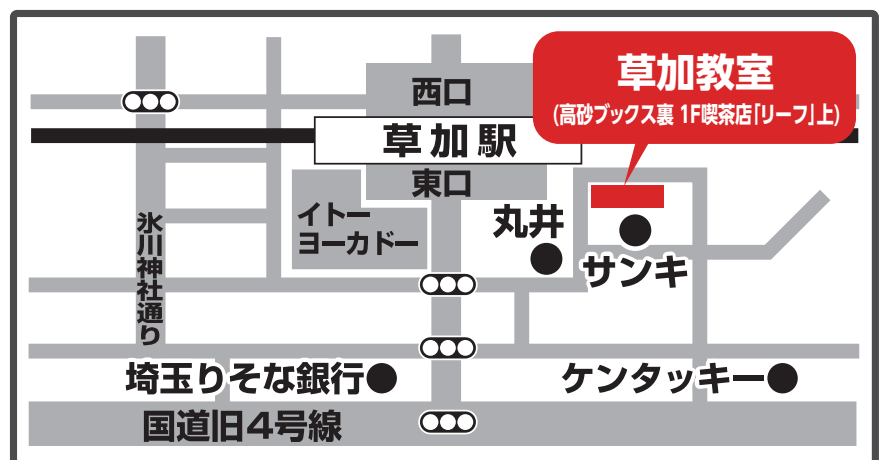 草加教室
(高砂ブックス裏 1F喫茶店「リーフ」上)
西口
草加駅
東口
イトー
ヨーカドー
丸井
サンキ
氷川神社通り
埼玉りそな銀行
ケンタッキー
国道旧4号線